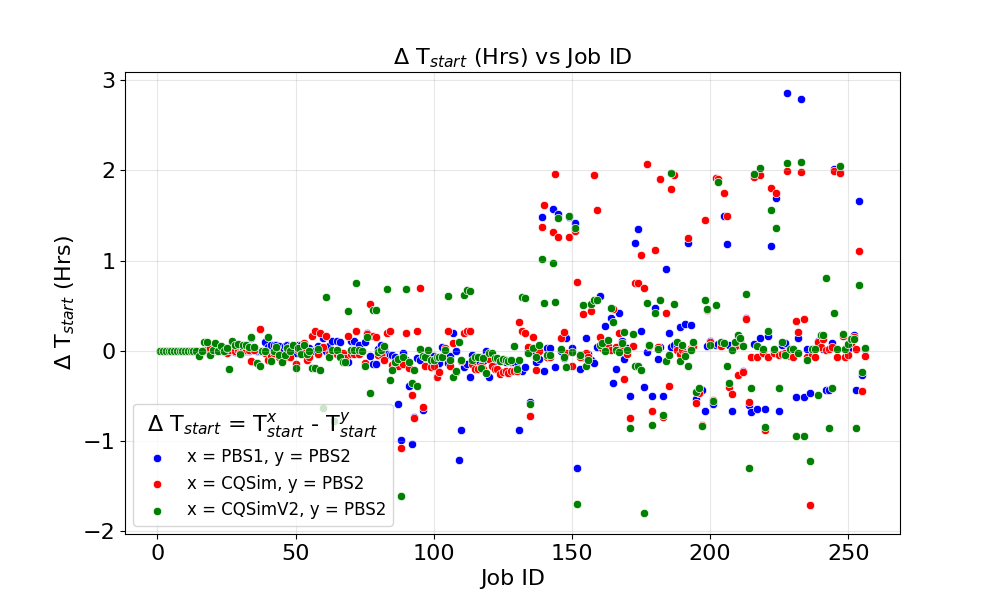 Δ T_start (Hrs) vs Job ID
Δ T_start (Hrs)
3
2
1
0
−1
−2
Δ T_start = T^x_start - T^y_start
x = PBS1, y = PBS2
x = CQSim, y = PBS2
x = CQSimV2, y = PBS2
0 50 100 150 200 250
Job ID